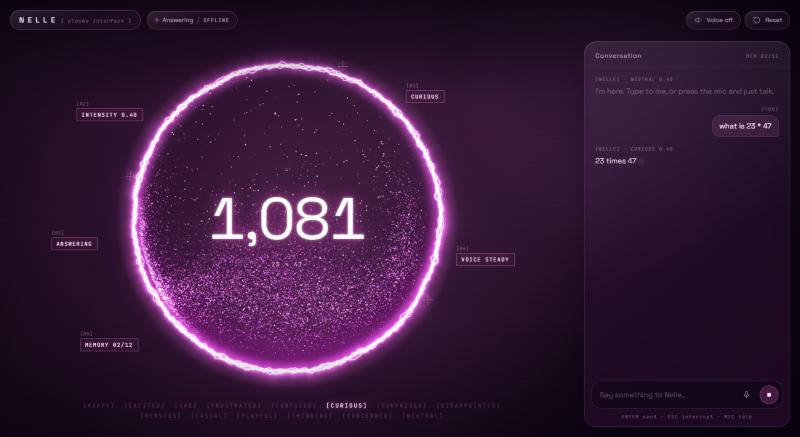 NELLE [ plasma interface ]
Answering / OFFLINE
Voice off
Reset
[01]
CURIOUS
[02]
INTENSITY 0.40
1,081
23 × 47
[03]
ANSWERING
[04]
VOICE STEADY
[05]
MEMORY 02/12
[HAPPY] [EXCITED] [SAD] [FRUSTRATED] [CONFUSED] [CURIOUS] [SURPRISED] [DISAPPOINTED]
[NERVOUS] [CASUAL] [PLAYFUL] [THINKING] [CONCERNED] [NEUTRAL]
Conversation
MEM 02/12
[NELLE] · NEUTRAL 0.40
I'm here. Type to me, or press the mic and just talk.
[YOU]
what is 23 * 47
[NELLE] · CURIOUS 0.40
23 times 47
Say something to Nelle…
ENTER send · ESC interrupt · MIC talk